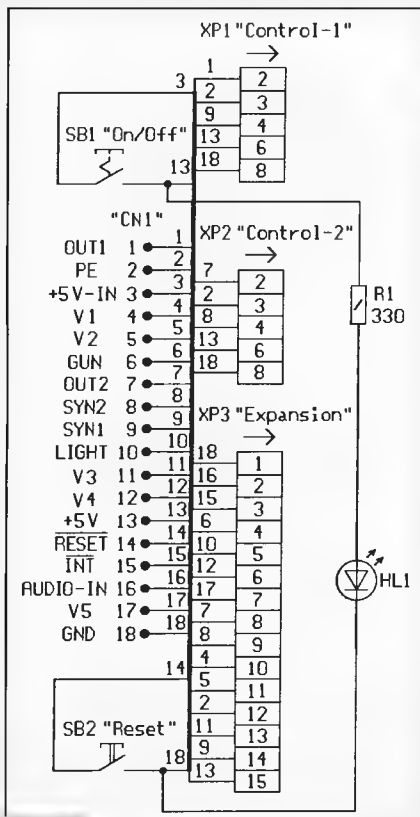 XP1 "Control-1"
1 2
2 3
9 4
13 6
18 8
3
SB1 "On/Off"
13
"CN1"
OUT1 1 1
PE 2 2
+5V-IN 3 3
V1 4 4
V2 5 5
GUN 6 6
OUT2 7 7
SYN2 8 8
SYN1 9 9
LIGHT 10 10
V3 11 11
V4 12 12
+5V 13 13
RESET 14 14
INT 15 15
AUDIO-IN 16 16
V5 17 17
GND 18 18
XP2 "Control-2"
7 2
2 3
8 4
13 6
18 8
XP3 "Expansion"
18 1
16 2
15 3
6 4
10 5
12 6
17 7
7 8
8 9
4 10
5 11
2 12
11 13
9 14
13 15
14
SB2 "Reset"
18
R1
330
HL1